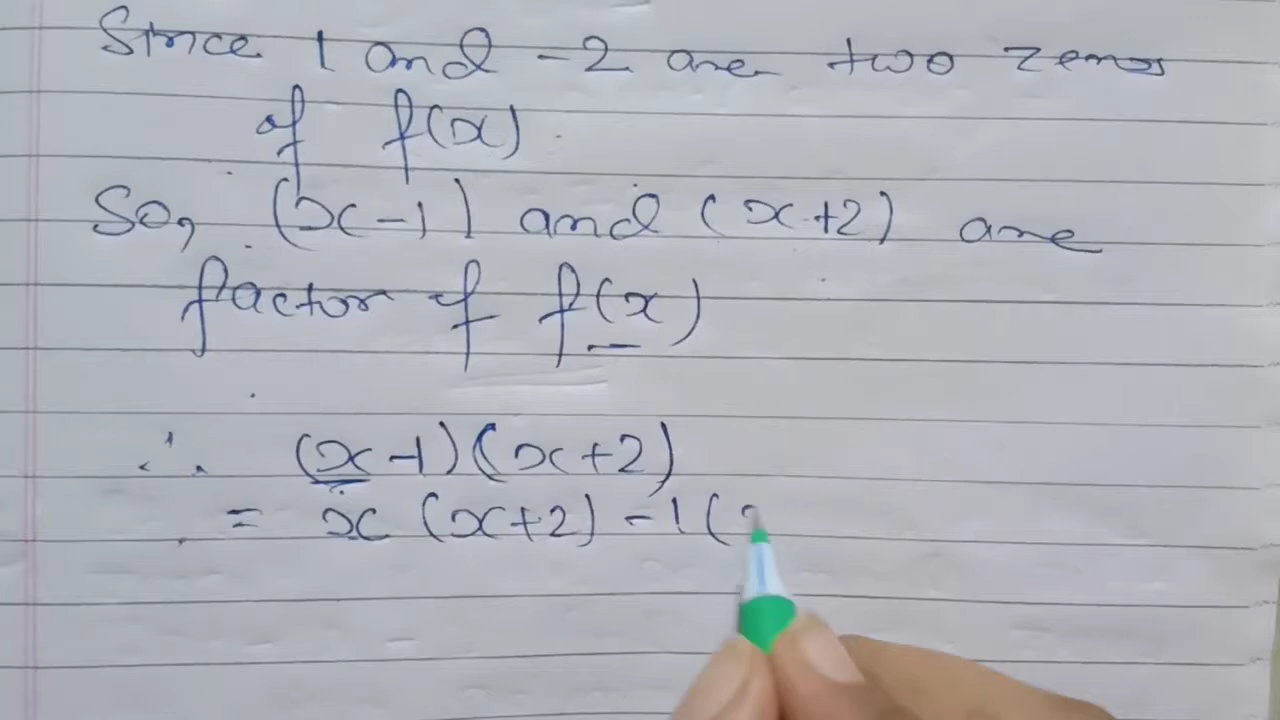 Since 1 and -2 are two zeros
of f(x).
So, (x-1) and (x+2) are
factor of f(x)
∴ (x-1)(x+2)
= x (x+2) -1 (